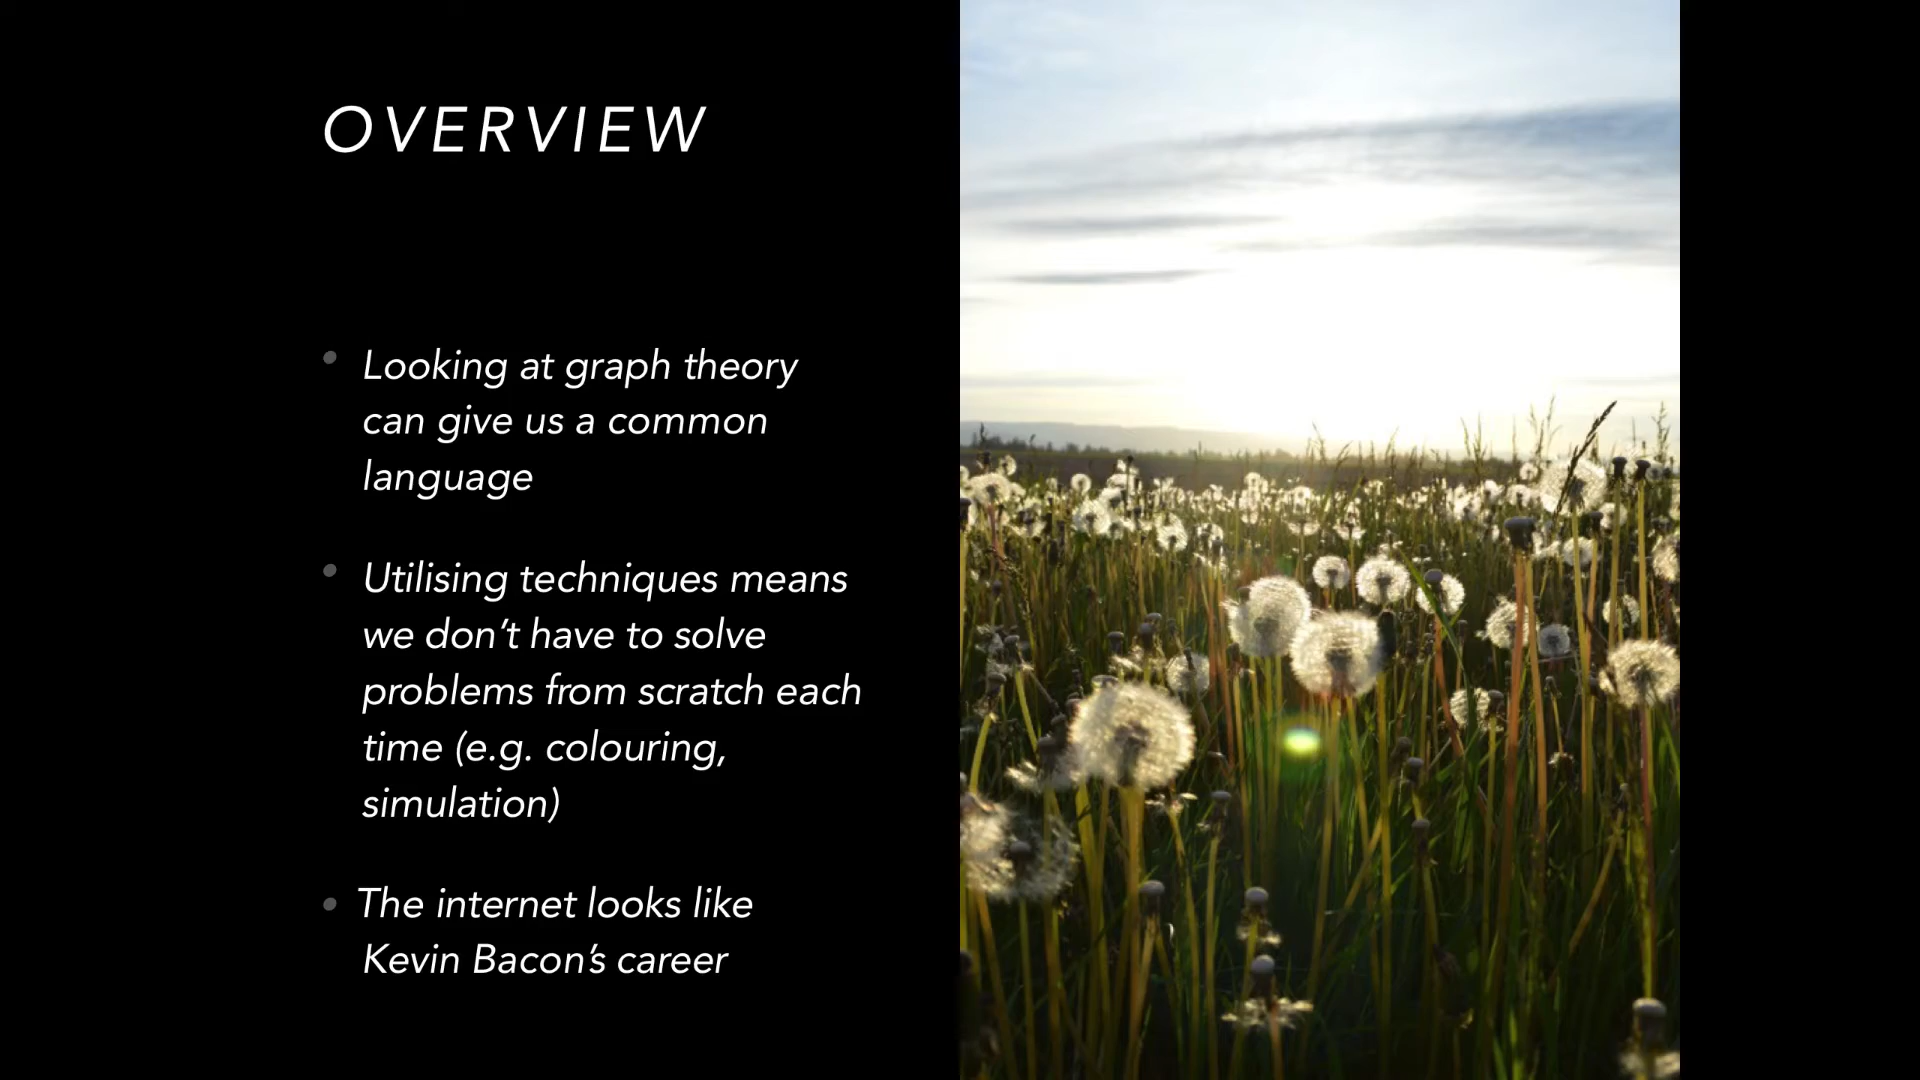 OVERVIEW
• Looking at graph theory
can give us a common
language
• Utilising techniques means
we don’t have to solve
problems from scratch each
time (e.g. colouring,
simulation)
• The internet looks like
Kevin Bacon’s career